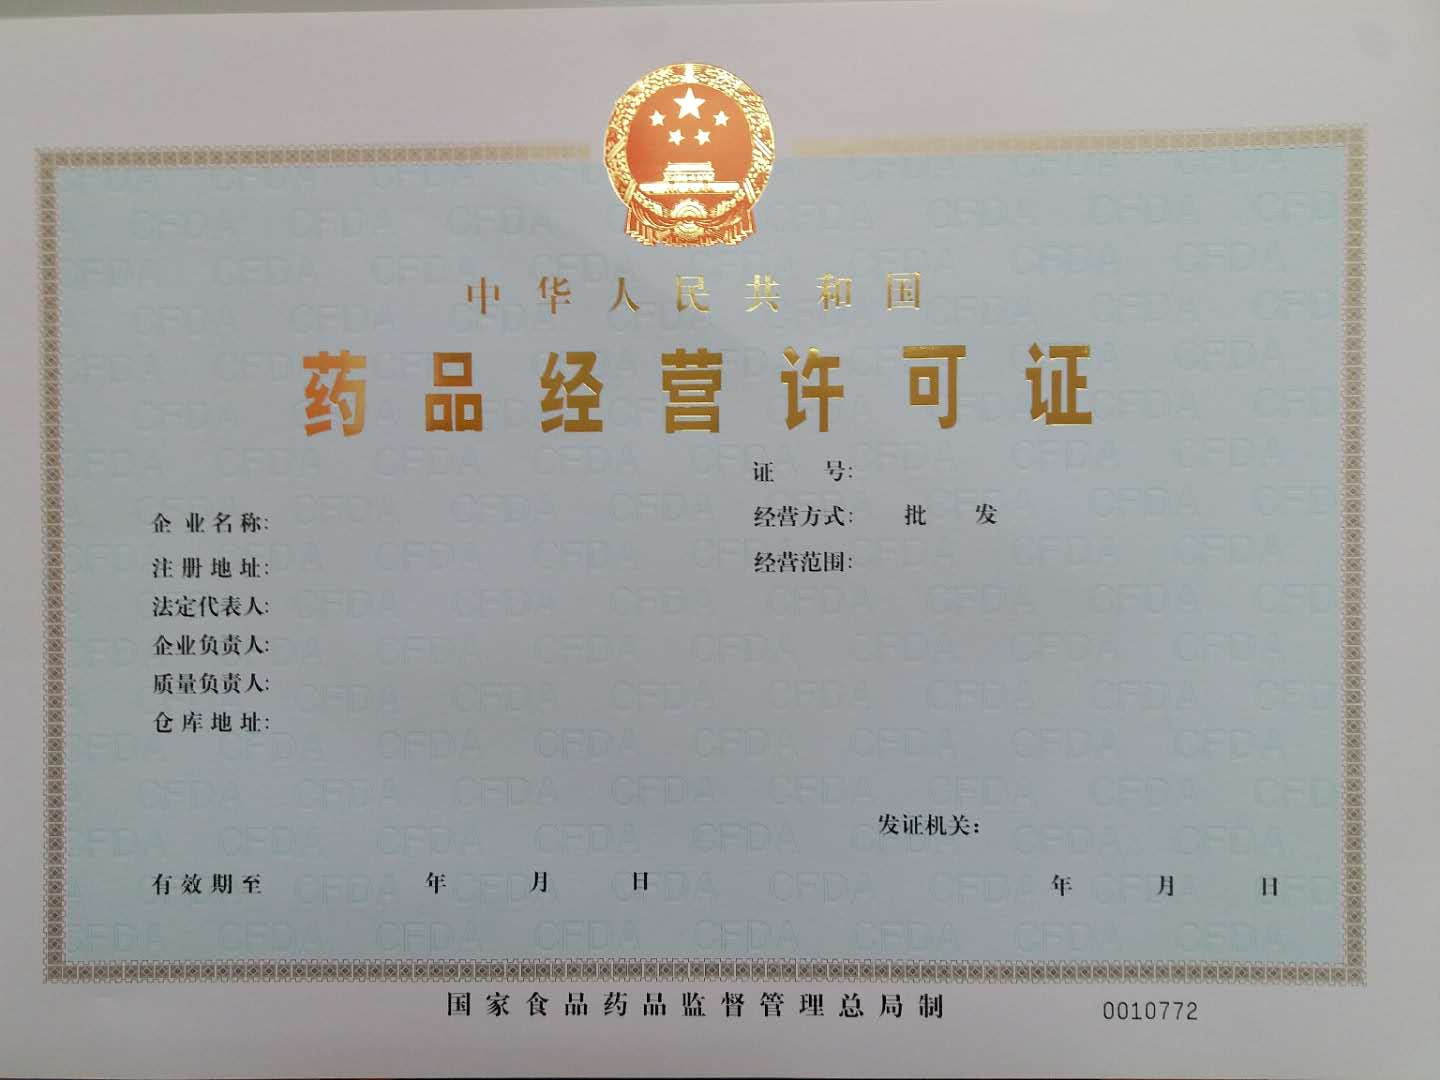 中华人民共和国
药品经营许可证
证 号:
企业名称:
经营方式: 批 发
注册地址:
经营范围:
法定代表人:
企业负责人:
质量负责人:
仓库地址:
发证机关:
有效期至 年 月 日
年 月 日
国家食品药品监督管理总局制
0010772
CFDA